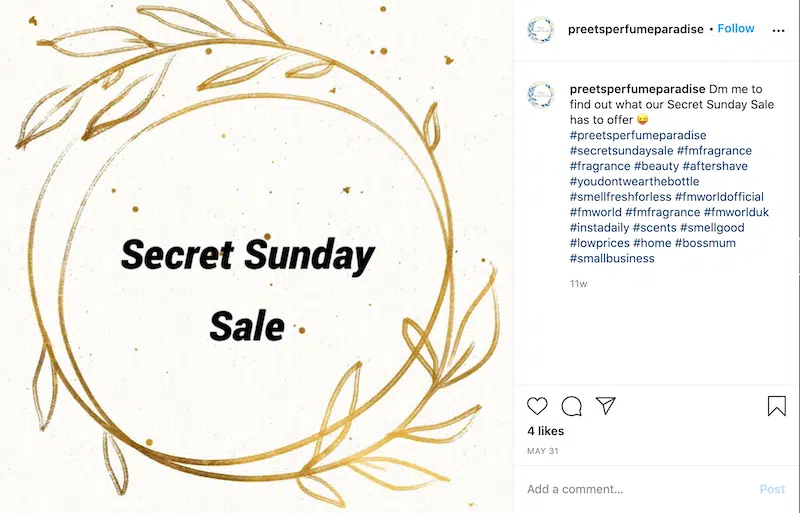 Secret Sunday
Sale
preetsperfumeparadise • Follow
preetsperfumeparadise Dm me to
find out what our Secret Sunday Sale
has to offer 😛
#preetsperfumeparadise
#secretsundaysale #fmfragrance
#fragrance #beauty #aftershave
#youdontwearthebottle
#smellfreshforless #fmworldofficial
#fmworld #fmfragrance #fmworlduk
#instadaily #scents #smellgood
#lowprices #home #bossmum
#smallbusiness
11w
4 likes
MAY 31
Add a comment...
Post